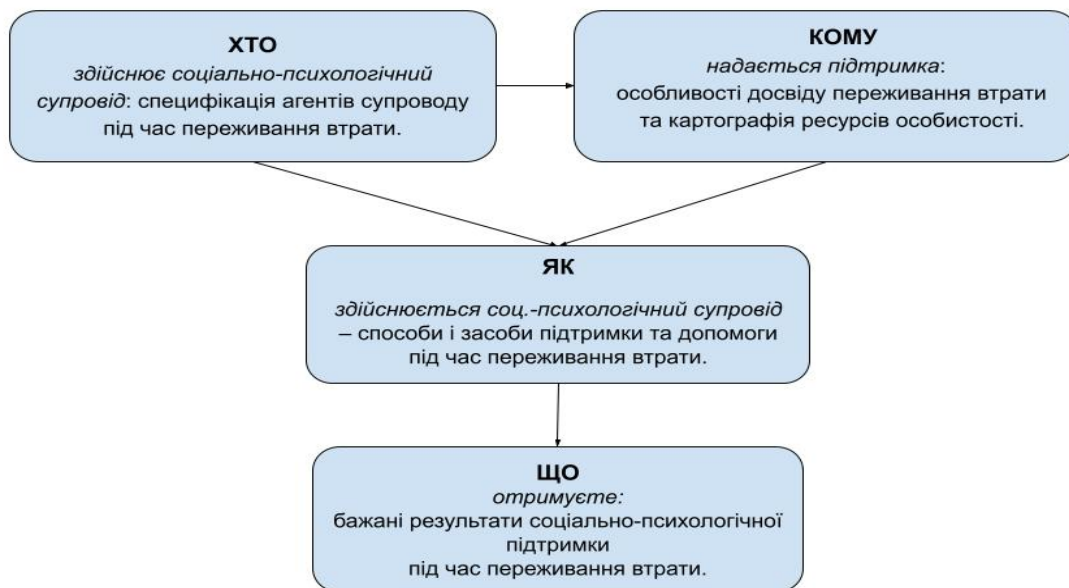 ХТО
здійснює соціально-психологічний
супровід: специфікація агентів супроводу
під час переживання втрати.
КОМУ
надається підтримка:
особливості досвіду переживання втрати
та картографія ресурсів особистості.
ЯК
здійснюється соц.-психологічний супровід
– способи і засоби підтримки та допомоги
під час переживання втрати.
ЩО
отримуєте:
бажані результати соціально-психологічної
підтримки
під час переживання втрати.